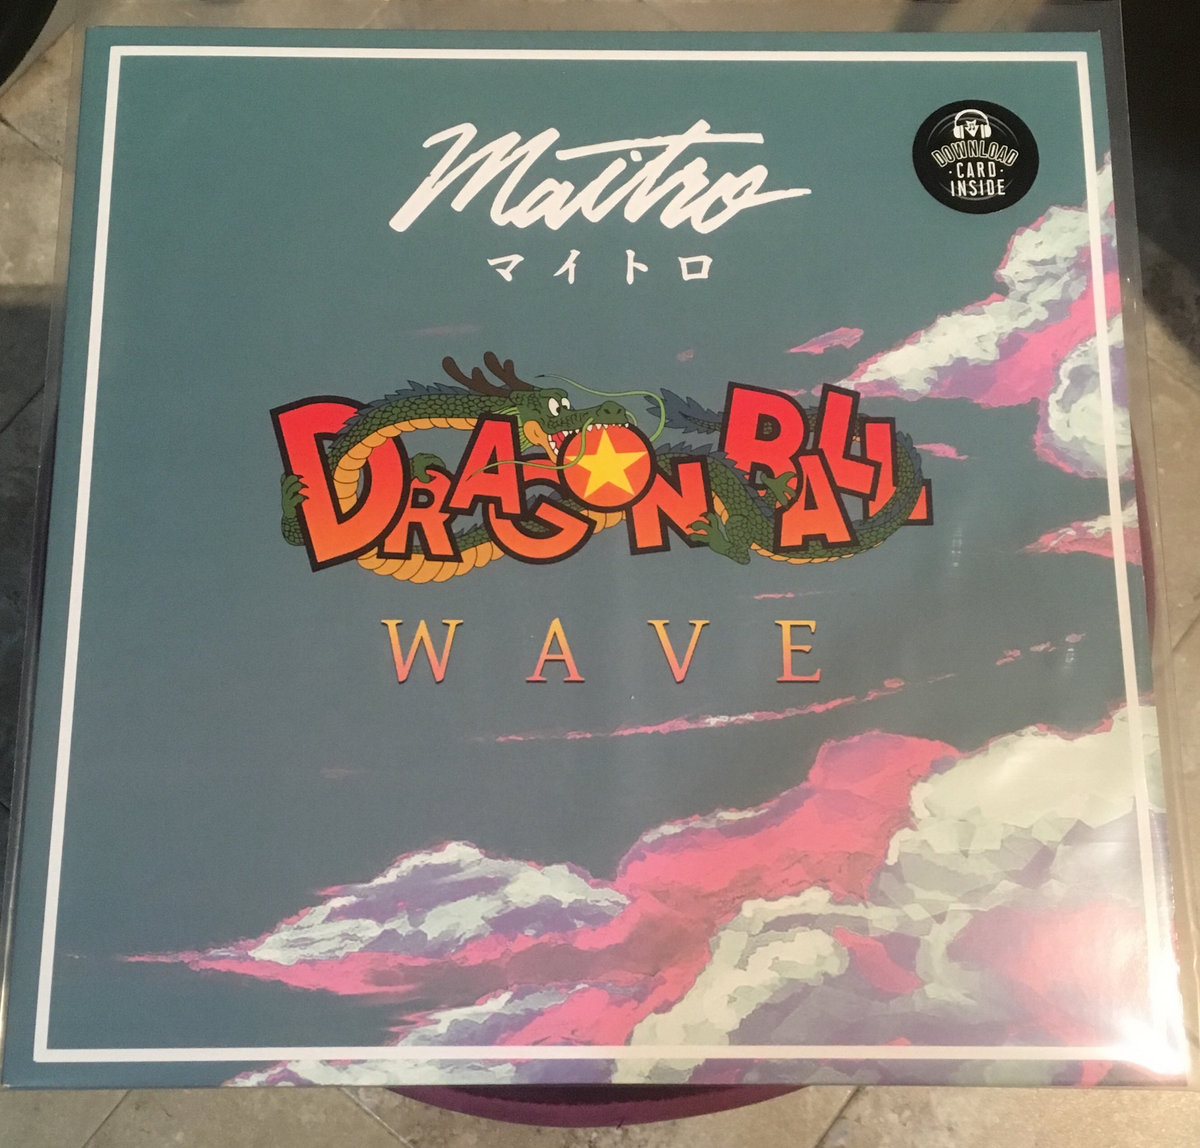 Maitro
マイトロ
DOWNLOAD
· CARD ·
INSIDE
DRAGON BALL
WAVE